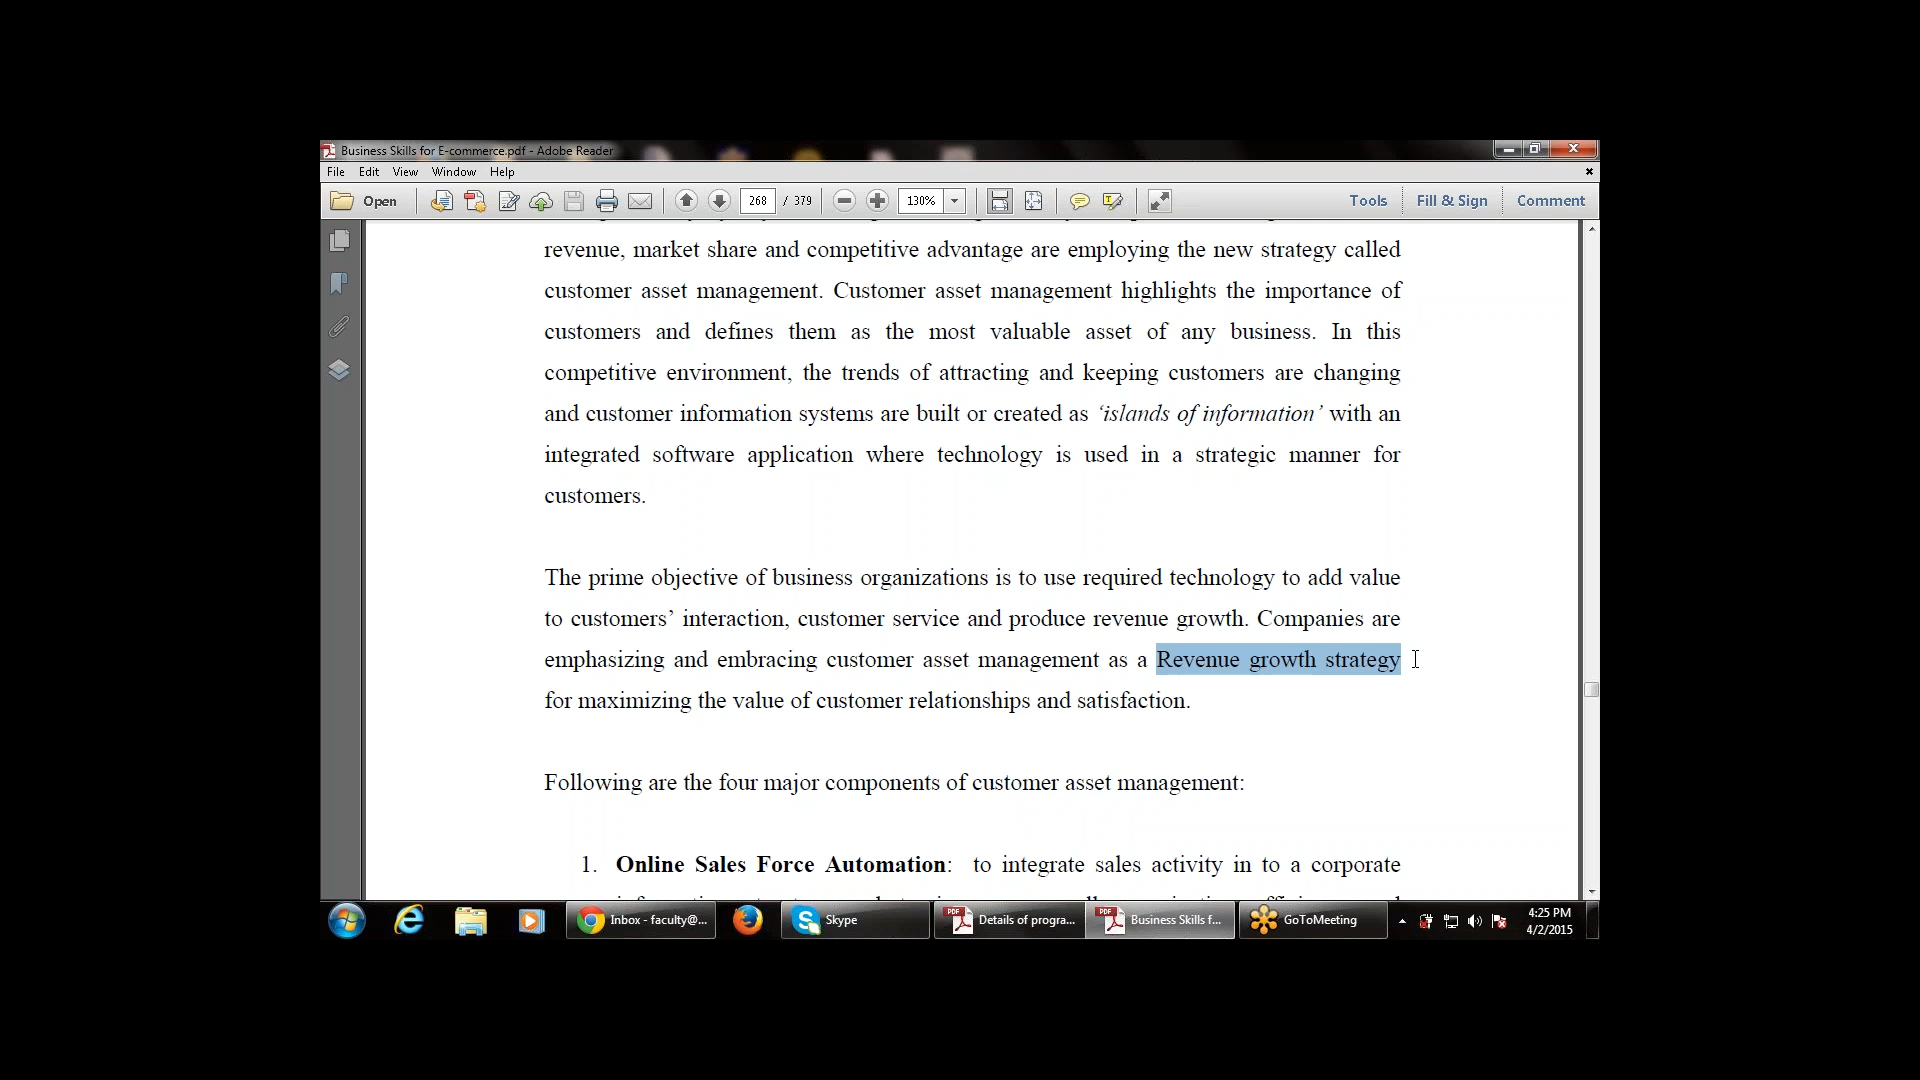 Business Skills for E-commerce.pdf - Adobe Reader
File Edit View Window Help
Open 268 / 379 130% Tools Fill & Sign Comment
revenue, market share and competitive advantage are employing the new strategy called
customer asset management. Customer asset management highlights the importance of
customers and defines them as the most valuable asset of any business. In this
competitive environment, the trends of attracting and keeping customers are changing
and customer information systems are built or created as ‘islands of information’ with an
integrated software application where technology is used in a strategic manner for
customers.
The prime objective of business organizations is to use required technology to add value
to customers’ interaction, customer service and produce revenue growth. Companies are
emphasizing and embracing customer asset management as a Revenue growth strategy
for maximizing the value of customer relationships and satisfaction.
Following are the four major components of customer asset management:
1. Online Sales Force Automation: to integrate sales activity in to a corporate
Inbox - faculty@... Skype Details of progra... Business Skills f... GoToMeeting 4:25 PM
4/2/2015